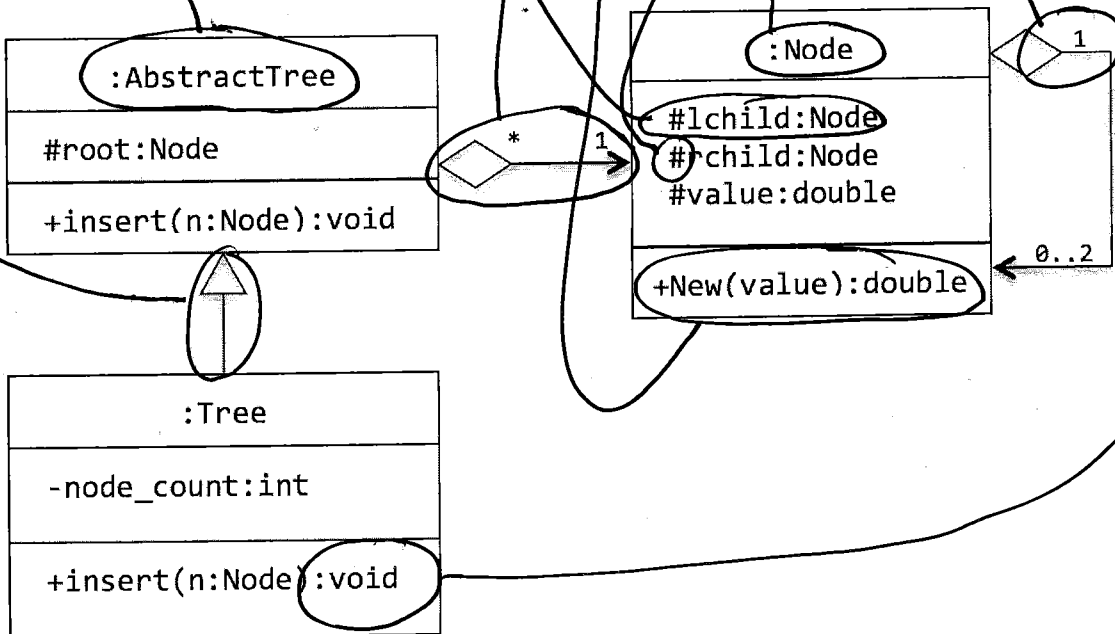 :AbstractTree
#root:Node
+insert(n:Node):void
* 1
:Node
#lchild:Node
#rchild:Node
#value:double
+New(value):double
1
0..2
:Tree
-node_count:int
+insert(n:Node):void